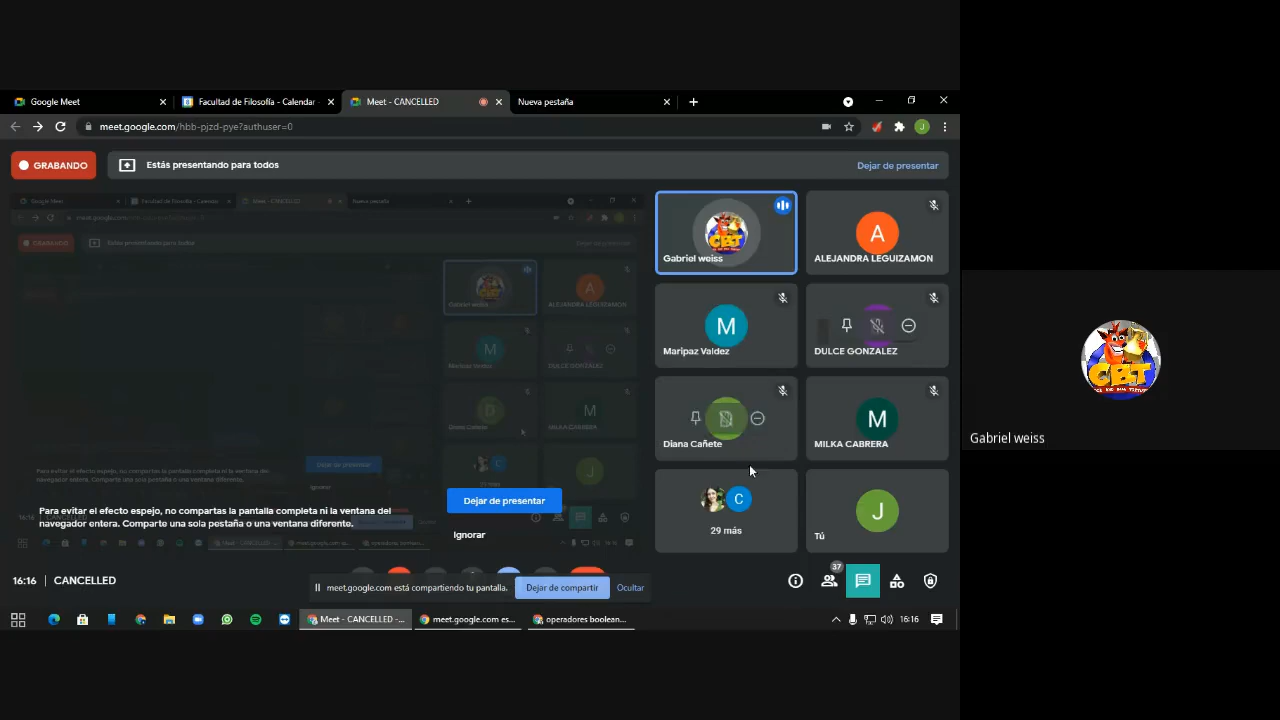 Google Meet
Facultad de Filosofía - Calendar
Meet - CANCELLED
Nueva pestaña
meet.google.com/hbb-pjzd-pye?authuser=0
GRABANDO
Estás presentando para todos
Dejar de presentar
Gabriel weiss
ALEJANDRA LEGUIZAMON
Maripaz Valdez
DULCE GONZALEZ
Diana Cañete
MILKA CABRERA
29 más
Tú
A
M
M
C
J
CBT
Gabriel weiss
Para evitar el efecto espejo, no compartas la pantalla completa ni la ventana del
navegador entera. Comparte una sola pestaña o una ventana diferente.
Dejar de presentar
Ignorar
16:16 | CANCELLED
37
meet.google.com está compartiendo tu pantalla.
Dejar de compartir
Ocultar
Meet - CANCELLED -...
meet.google.com es...
operadores boolean...
16:16